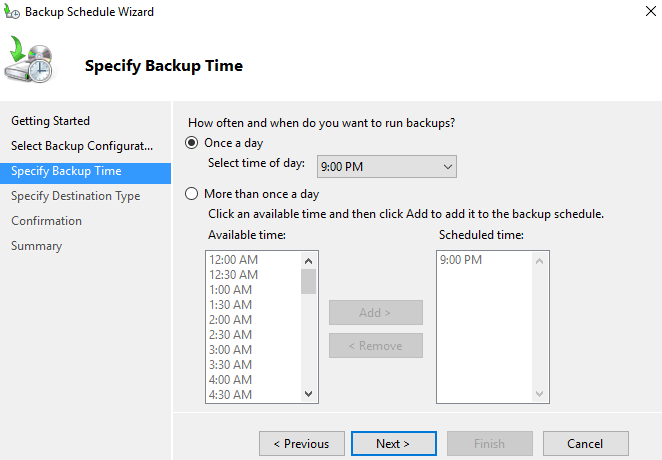 Backup Schedule Wizard
Specify Backup Time
Getting Started
Select Backup Configurat...
Specify Backup Time
Specify Destination Type
Confirmation
Summary
How often and when do you want to run backups?
Once a day
Select time of day: 9:00 PM
More than once a day
Click an available time and then click Add to add it to the backup schedule.
Available time:
12:00 AM
12:30 AM
1:00 AM
1:30 AM
2:00 AM
2:30 AM
3:00 AM
3:30 AM
4:00 AM
4:30 AM
Add >
< Remove
Scheduled time:
9:00 PM
< Previous
Next >
Finish
Cancel